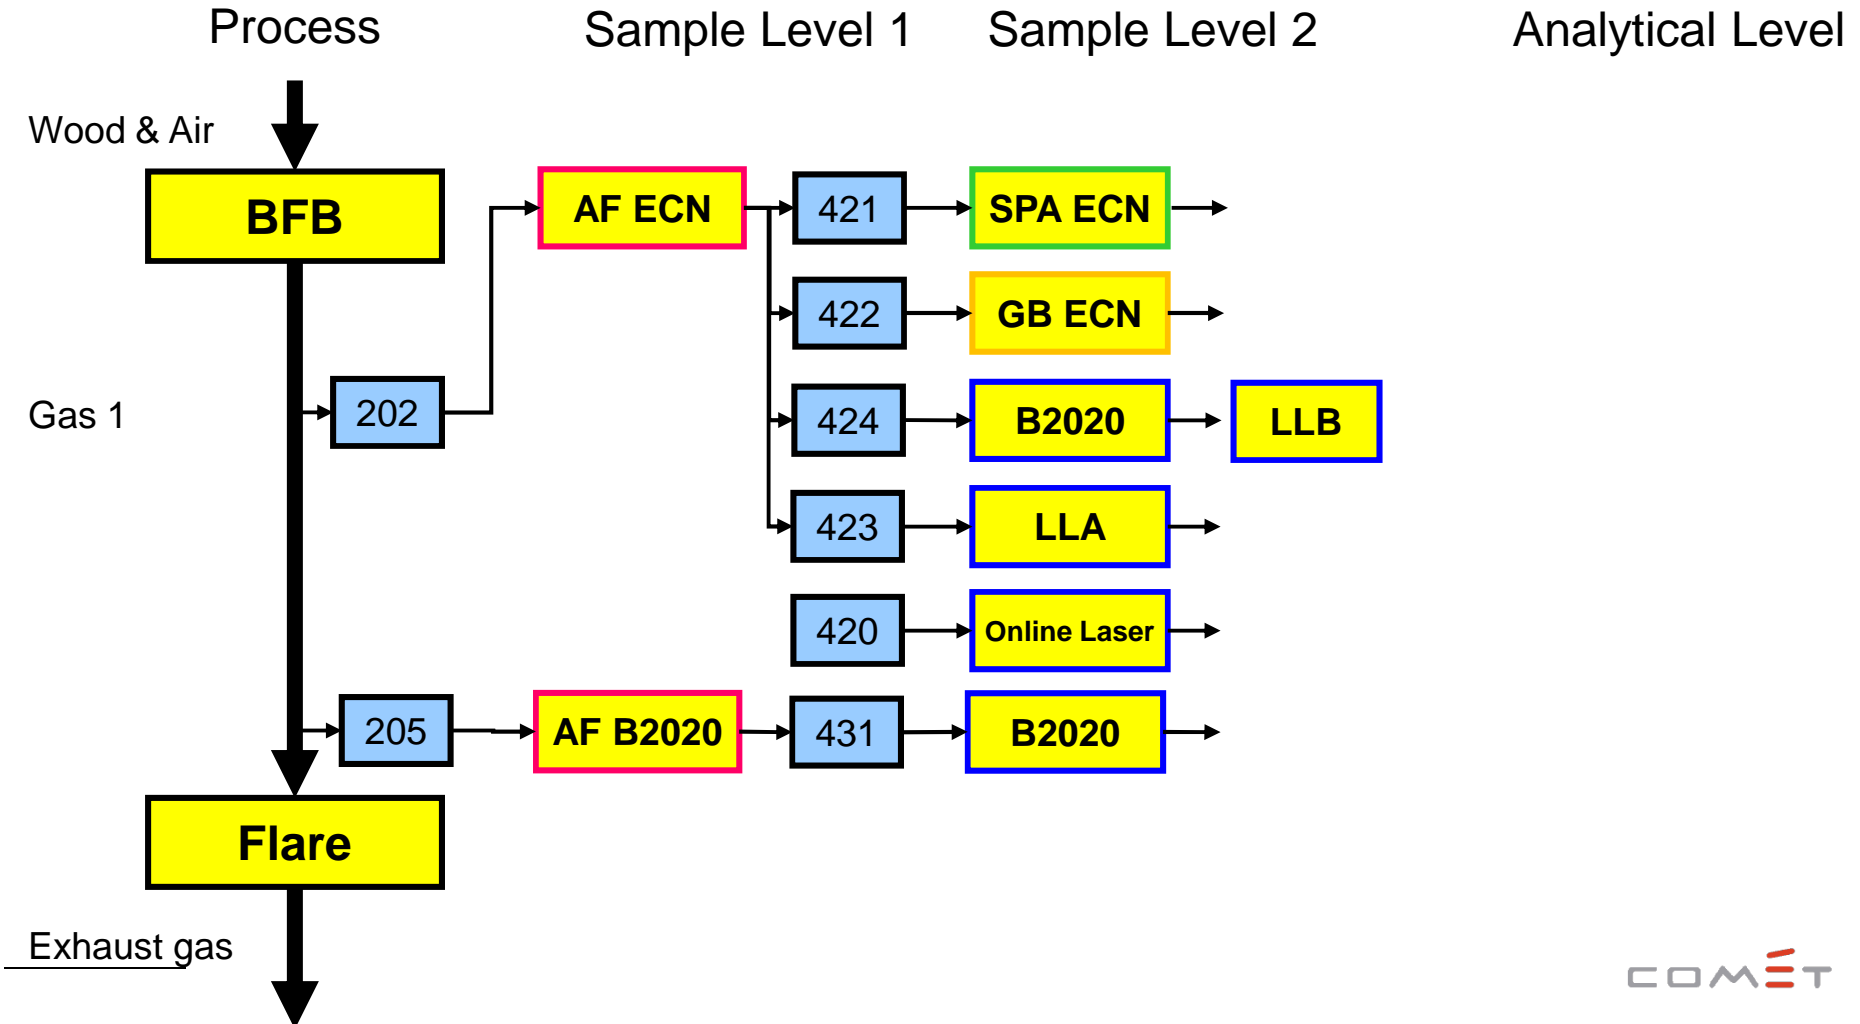 Process
Sample Level 1
Sample Level 2
Analytical Level
Wood & Air
BFB
AF ECN
421
SPA ECN
422
GB ECN
Gas 1
202
424
B2020
LLB
423
LLA
420
Online Laser
205
AF B2020
431
B2020
Flare
Exhaust gas
COMÉT